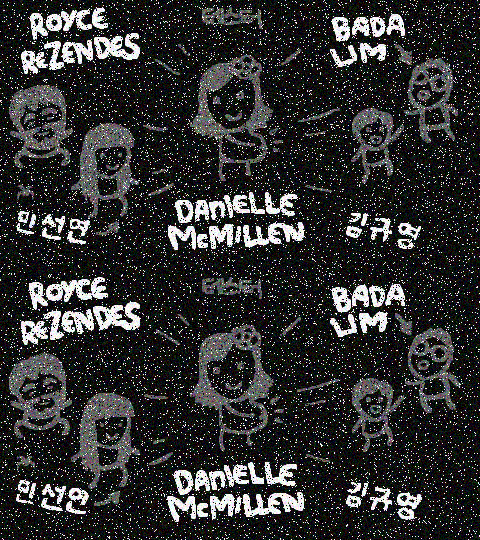 ROYCE
ReZENDES
BADA
LIM
민선연
DANiELLE
McMiLLEN
김규영
ROYCE
ReZENDES
BADA
LIM
민선연
DANiELLE
McMiLLEN
김규영